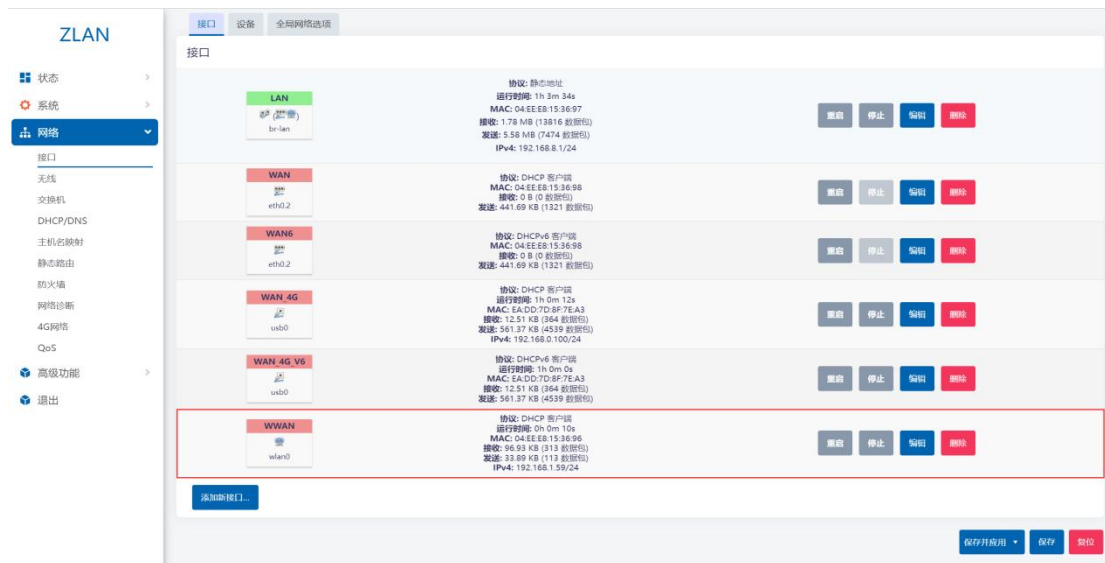 ZLAN
状态
系统
网络
接口
无线
交换机
DHCP/DNS
主机名映射
静态路由
防火墙
网络诊断
4G网络
QoS
高级功能
退出
接口 设备 全局网络选项
接口
LAN
br-lan
协议: 静态地址
运行时间: 1h 3m 34s
MAC: 04:EE:E8:15:36:97
接收: 1.78 MB (13816 数据包)
发送: 5.58 MB (7474 数据包)
IPv4: 192.168.8.1/24
重启 停止 编辑 删除
WAN
eth0.2
协议: DHCP 客户端
MAC: 04:EE:E8:15:36:98
接收: 0 B (0 数据包)
发送: 441.69 KB (1321 数据包)
重启 停止 编辑 删除
WAN6
eth0.2
协议: DHCPv6 客户端
MAC: 04:EE:E8:15:36:98
接收: 0 B (0 数据包)
发送: 441.69 KB (1321 数据包)
重启 停止 编辑 删除
WAN_4G
usb0
协议: DHCP 客户端
运行时间: 1h 0m 12s
MAC: EA:DD:7D:8F:7E:A3
接收: 12.51 KB (364 数据包)
发送: 561.37 KB (4539 数据包)
IPv4: 192.168.0.100/24
重启 停止 编辑 删除
WAN_4G_V6
usb0
协议: DHCPv6 客户端
运行时间: 1h 0m 0s
MAC: EA:DD:7D:8F:7E:A3
接收: 12.51 KB (364 数据包)
发送: 561.37 KB (4539 数据包)
重启 停止 编辑 删除
WWAN
wlan0
协议: DHCP 客户端
运行时间: 0h 0m 10s
MAC: 04:EE:E8:15:36:96
接收: 96.93 KB (313 数据包)
发送: 33.89 KB (113 数据包)
IPv4: 192.168.1.59/24
重启 停止 编辑 删除
添加新接口...
保存并应用 保存 复位